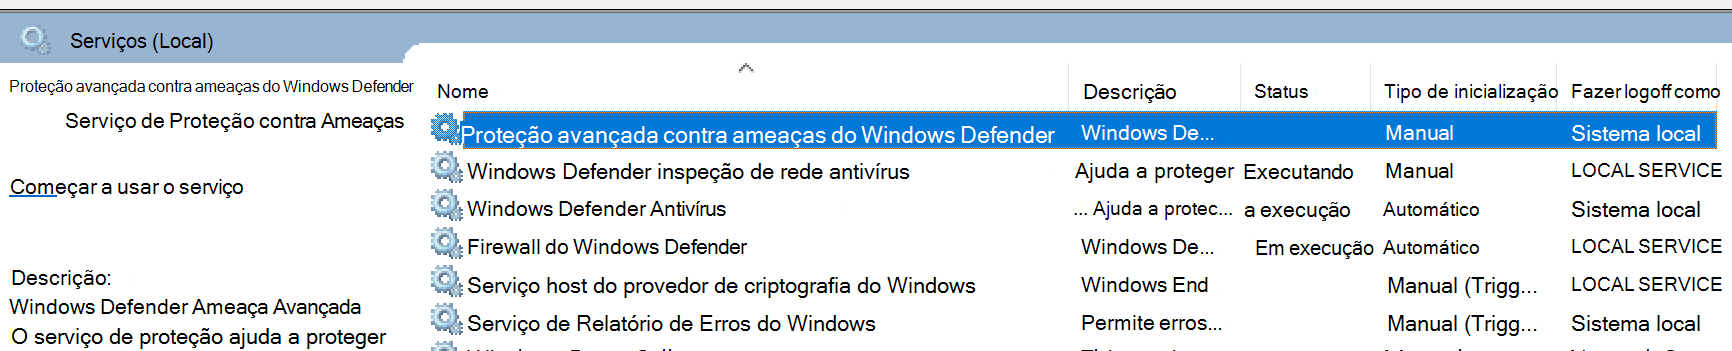 Serviços (Local)
Proteção avançada contra ameaças do Windows Defender
Serviço de Proteção contra Ameaças
Começar a usar o serviço
Descrição:
Windows Defender Ameaça Avançada
O serviço de proteção ajuda a proteger
Nome Descrição Status Tipo de inicialização Fazer logoff como
Proteção avançada contra ameaças do Windows Defender Windows De... Manual Sistema local
Windows Defender inspeção de rede antivírus Ajuda a proteger Executando Manual LOCAL SERVICE
Windows Defender Antivírus ... Ajuda a protec... a execução Automático Sistema local
Firewall do Windows Defender Windows De... Em execução Automático LOCAL SERVICE
Serviço host do provedor de criptografia do Windows Windows End Manual (Trigg... LOCAL SERVICE
Serviço de Relatório de Erros do Windows Permite erros... Manual (Trigg... Sistema local